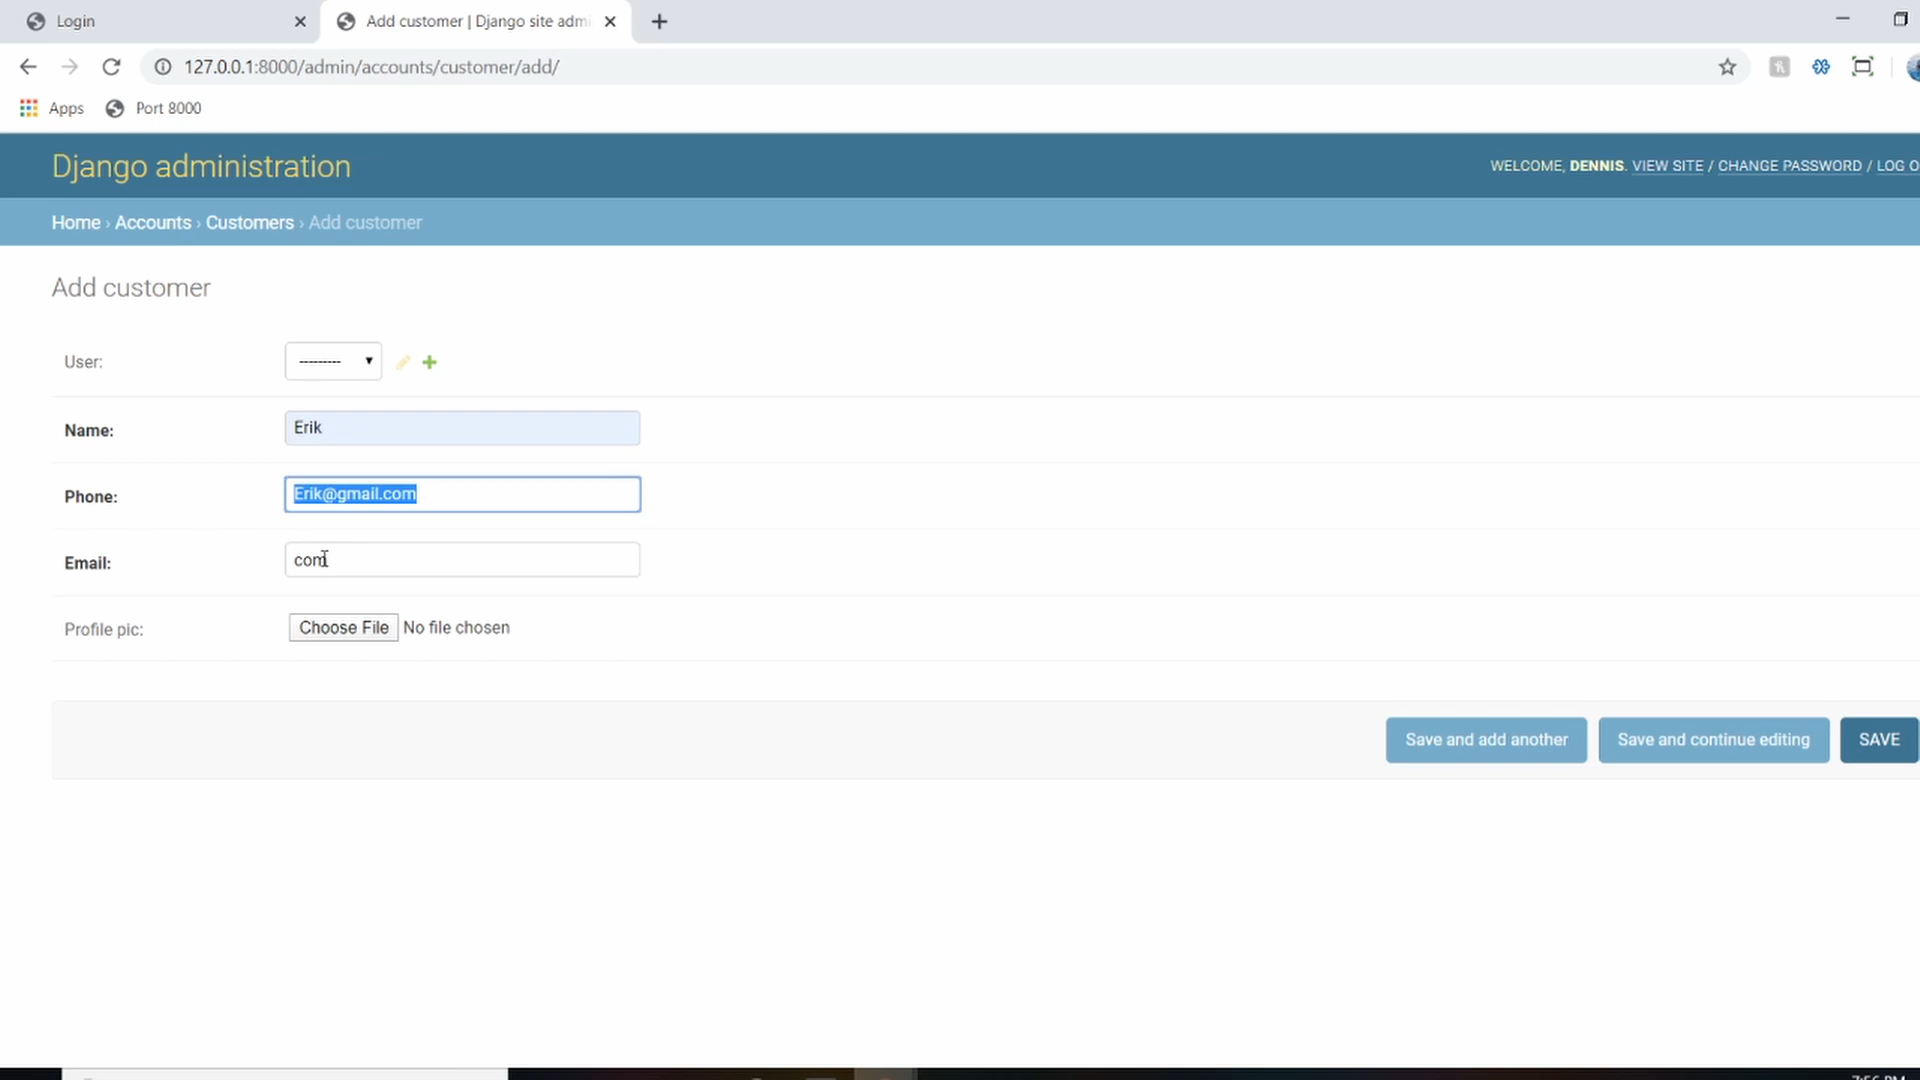 Login
Add customer | Django site admi
127.0.0.1:8000/admin/accounts/customer/add/
Apps
Port 8000
Django administration
WELCOME, DENNIS. VIEW SITE / CHANGE PASSWORD / LOG O
Home › Accounts › Customers › Add customer
Add customer
User: ---------
Name: Erik
Phone: Erik@gmail.com
Email: com
Profile pic: Choose File No file chosen
Save and add another
Save and continue editing
SAVE